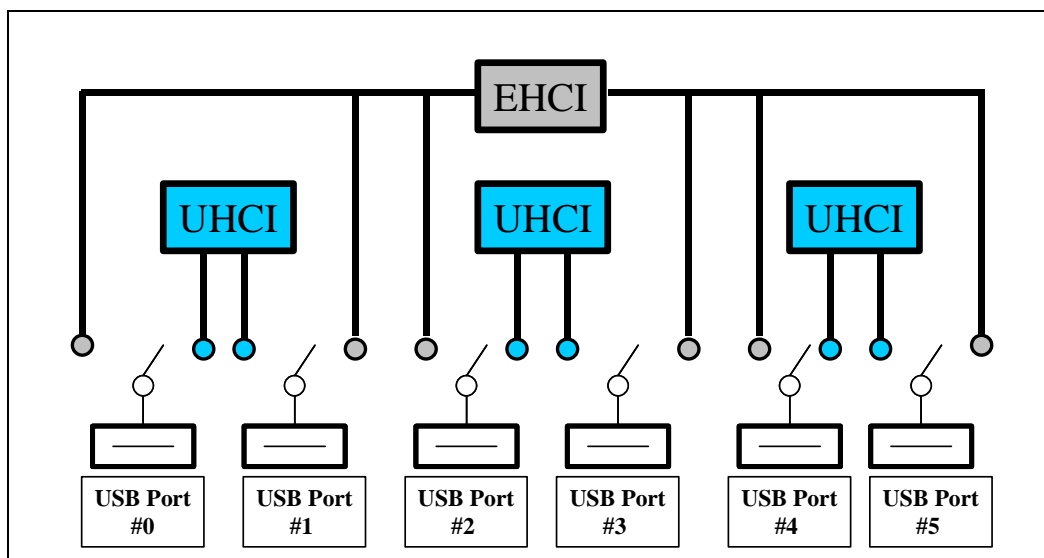 EHCI
UHCI
UHCI
UHCI
USB Port
#0
USB Port
#1
USB Port
#2
USB Port
#3
USB Port
#4
USB Port
#5